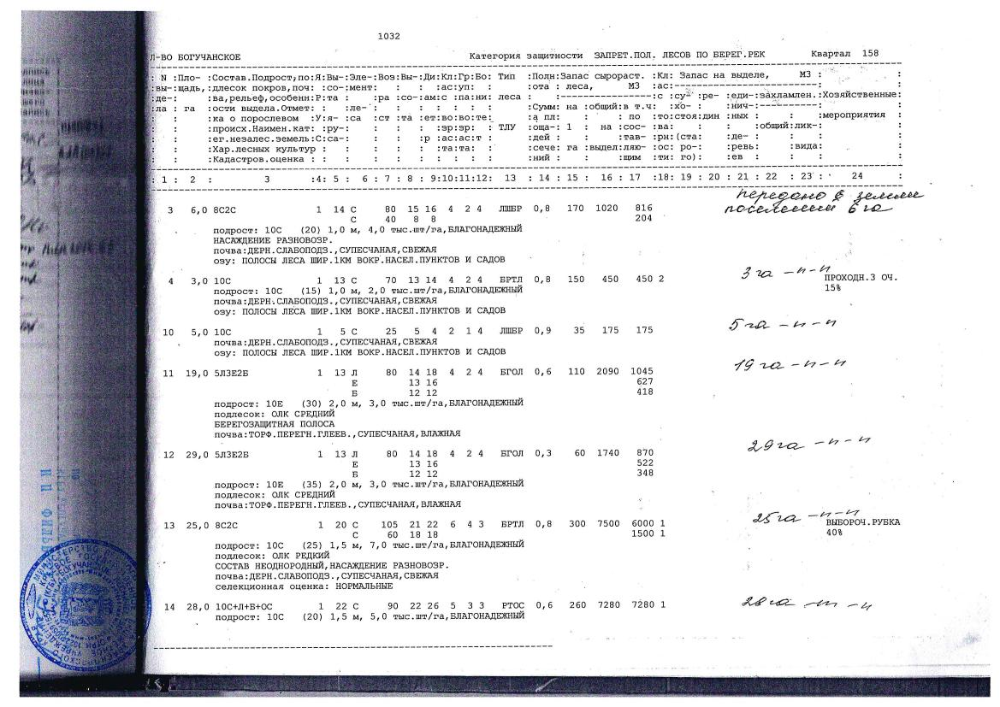 1032
Л-ВО БОГУЧАНСКОЕ Категория защитности ЗАПРЕТ.ПОЛ. ЛЕСОВ ПО БЕРЕГ.РЕК Квартал 158
: N :Пло- :Состав.Подрост,по:Я:Вы-:Эле-:Воз:Вы-:Ди:Кл:Гр:Бо: Тип :Полн:Запас сырораст. :Кл: Запас на выделе, М3 :
вы-:щадь,:длесок покров,поч: :со-:мент: : : :ас:уп: : :ота : леса, М3 :ас:-----------------------:
де-: :ва,рельеф,особенн:Р:та : :ра :со-:ам:с :па:ни: леса : :---------------:с :су- :ре- :еди-:захламлен.:Хозяйственные:
ла : га :ости выдела.Отмет: : :ле- : : : : : : : :Сумм: на :общий:в т.ч: :хо- : :нич-:----------:
: : :ка о порослевом :У:я- :са :ст :та :ет:во:во:те: :а пл: : : по :то:стоя:дин :ных : : :мероприятия :
: : :происх.Наимен.кат: :ру-: : : : :зр:зр: : ТЛУ :оща-: 1 : на :сос- :ва: : : : :общий:лик-:
: : :ег.незалес.земель:С:са-: : : :р :ас:ас:т : :дей : : :тав- :рн:(ста: :де- : : : :
: : :Хар.лесных культур : : : : : : :та:та: : :сече: га :выдел:ляю- :ос: ро-: :ревь: :вида:
: : :Кадастров.оценка : : : : : : : : : : :ний : : : щим :ти: го): :ев : : : :
: 1 : 2 : 3 :4: 5 : 6 : 7 : 8 : 9:10:11:12: 13 : 14 : 15 : 16 : 17 :18: 19 : 20 : 21 : 22 : 23 : 24 :
передано в земли
3 6,0 8С2С 1 14 С 80 15 16 4 2 4 ЛШБР 0,8 170 1020 816 поселений 6 га
С 40 8 8 204
подрост: 10С (20) 1,0 м, 4,0 тыс.шт/га,БЛАГОНАДЕЖНЫЙ
НАСАЖДЕНИЕ РАЗНОВОЗР.
почва:ДЕРН.СЛАБОПОДЗ.,СУПЕСЧАНАЯ,СВЕЖАЯ
озу: ПОЛОСЫ ЛЕСА ШИР.1КМ ВОКР.НАСЕЛ.ПУНКТОВ И САДОВ
3 га -п-п
4 3,0 10С 1 13 С 70 13 14 4 2 4 БРТЛ 0,8 150 450 450 2 ПРОХОДН.3 ОЧ.
подрост: 10С (15) 1,0 м, 2,0 тыс.шт/га,БЛАГОНАДЕЖНЫЙ 15%
почва:ДЕРН.СЛАБОПОДЗ.,СУПЕСЧАНАЯ,СВЕЖАЯ
озу: ПОЛОСЫ ЛЕСА ШИР.1КМ ВОКР.НАСЕЛ.ПУНКТОВ И САДОВ
10 5,0 10С 1 5 С 25 5 4 2 1 4 ЛШБР 0,9 35 175 175 5 га -п-п
почва:ДЕРН.СЛАБОПОДЗ.,СУПЕСЧАНАЯ,СВЕЖАЯ
озу: ПОЛОСЫ ЛЕСА ШИР.1КМ ВОКР.НАСЕЛ.ПУНКТОВ И САДОВ
11 19,0 5Л3Е2Б 1 13 Л 80 14 18 4 2 4 БГОЛ 0,6 110 2090 1045 19 га -п-п
Е 13 16 627
Б 12 12 418
подрост: 10Е (30) 2,0 м, 3,0 тыс.шт/га,БЛАГОНАДЕЖНЫЙ
подлесок: ОЛК СРЕДНИЙ
БЕРЕГОЗАЩИТНАЯ ПОЛОСА
почва:ТОРФ.ПЕРЕГН.ГЛЕЕВ.,СУПЕСЧАНАЯ,ВЛАЖНАЯ
29 га -п-п
12 29,0 5Л3Е2Б 1 13 Л 80 14 18 4 2 4 БГОЛ 0,3 60 1740 870
Е 13 16 522
Б 12 12 348
подрост: 10Е (35) 2,0 м, 3,0 тыс.шт/га,БЛАГОНАДЕЖНЫЙ
подлесок: ОЛК СРЕДНИЙ
почва:ТОРФ.ПЕРЕГН.ГЛЕЕВ.,СУПЕСЧАНАЯ,ВЛАЖНАЯ
25 га -п-п
13 25,0 8С2С 1 20 С 105 21 22 6 4 3 БРТЛ 0,8 300 7500 6000 1 ВЫБОРОЧ.РУБКА
С 60 18 18 1500 1 40%
подрост: 10С (25) 1,5 м, 7,0 тыс.шт/га,БЛАГОНАДЕЖНЫЙ
подлесок: ОЛК РЕДКИЙ
СОСТАВ НЕОДНОРОДНЫЙ,НАСАЖДЕНИЕ РАЗНОВОЗР.
почва:ДЕРН.СЛАБОПОДЗ.,СУПЕСЧАНАЯ,СВЕЖАЯ
селекционная оценка: НОРМАЛЬНЫЕ
14 28,0 10С+Л+Б+ОС 1 22 С 90 22 26 5 3 3 РТОС 0,6 260 7280 7280 1 28 га -п-п
подрост: 10С (20) 1,5 м, 5,0 тыс.шт/га,БЛАГОНАДЕЖНЫЙ